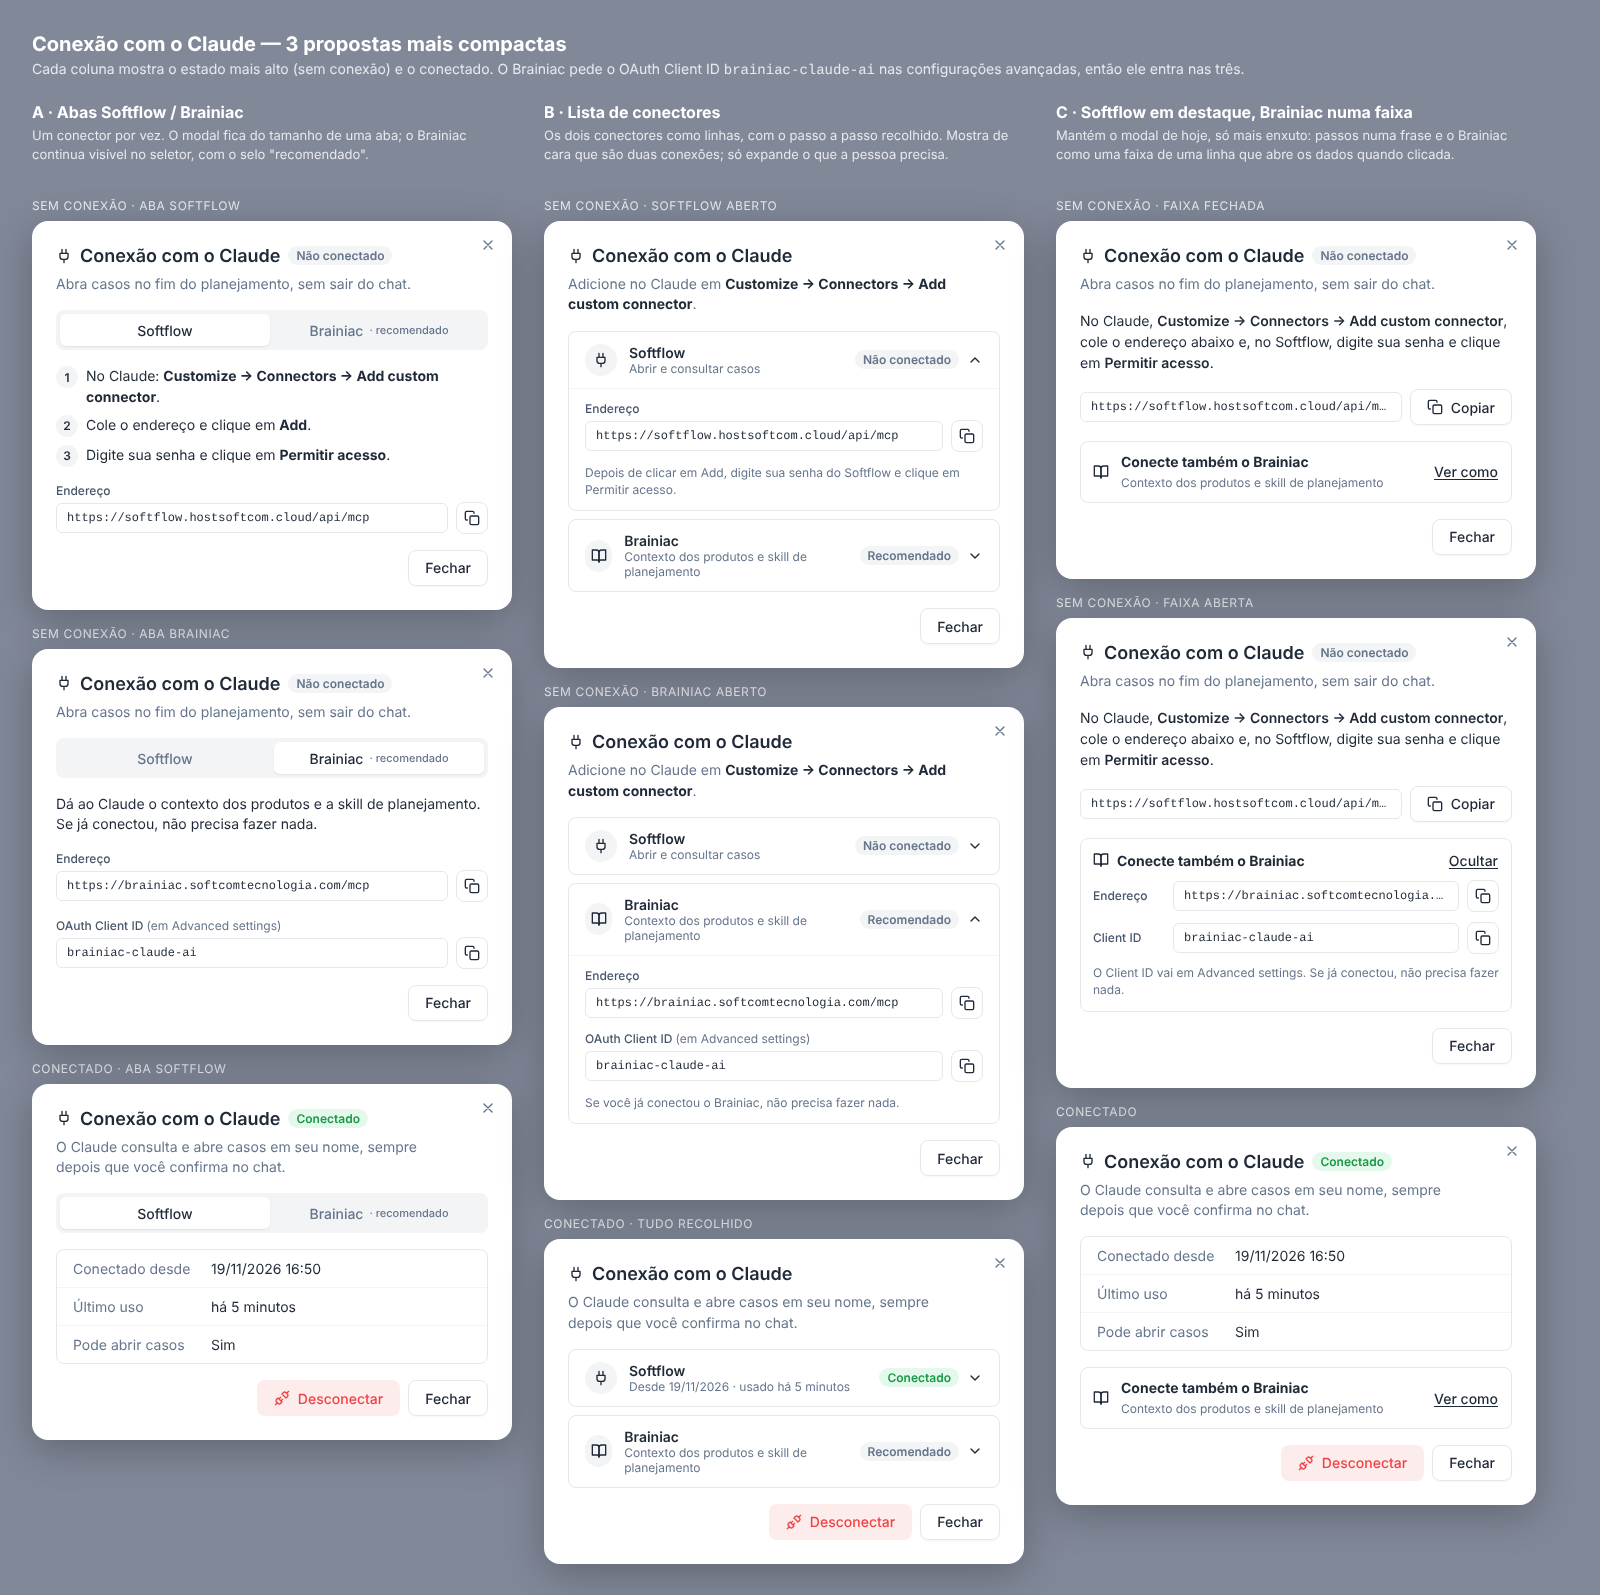 Conexão com o Claude — 3 propostas mais compactas
Cada coluna mostra o estado mais alto (sem conexão) e o conectado. O Brainiac pede o OAuth Client ID brainiac-claude-ai nas configurações avançadas, então ele entra nas três.
A · Abas Softflow / Brainiac
Um conector por vez. O modal fica do tamanho de uma aba; o Brainiac
continua visível no seletor, com o selo "recomendado".
SEM CONEXÃO · ABA SOFTFLOW
Conexão com o Claude Não conectado
Abra casos no fim do planejamento, sem sair do chat.
Softflow Brainiac · recomendado
1 No Claude: Customize → Connectors → Add custom
connector.
2 Cole o endereço e clique em Add.
3 Digite sua senha e clique em Permitir acesso.
Endereço
https://softflow.hostsoftcom.cloud/api/mcp
Fechar
SEM CONEXÃO · ABA BRAINIAC
Conexão com o Claude Não conectado
Abra casos no fim do planejamento, sem sair do chat.
Softflow Brainiac · recomendado
Dá ao Claude o contexto dos produtos e a skill de planejamento.
Se já conectou, não precisa fazer nada.
Endereço
https://brainiac.softcomtecnologia.com/mcp
OAuth Client ID (em Advanced settings)
brainiac-claude-ai
Fechar
CONECTADO · ABA SOFTFLOW
Conexão com o Claude Conectado
O Claude consulta e abre casos em seu nome, sempre
depois que você confirma no chat.
Softflow Brainiac · recomendado
Conectado desde 19/11/2026 16:50
Último uso há 5 minutos
Pode abrir casos Sim
Desconectar Fechar
B · Lista de conectores
Os dois conectores como linhas, com o passo a passo recolhido. Mostra de
cara que são duas conexões; só expande o que a pessoa precisa.
SEM CONEXÃO · SOFTFLOW ABERTO
Conexão com o Claude
Adicione no Claude em Customize → Connectors → Add
custom connector.
Softflow
Abrir e consultar casos
Não conectado
Endereço
https://softflow.hostsoftcom.cloud/api/mcp
Depois de clicar em Add, digite sua senha do Softflow e clique em
Permitir acesso.
Brainiac
Contexto dos produtos e skill de
planejamento
Recomendado
Fechar
SEM CONEXÃO · BRAINIAC ABERTO
Conexão com o Claude
Adicione no Claude em Customize → Connectors → Add
custom connector.
Softflow
Abrir e consultar casos
Não conectado
Brainiac
Contexto dos produtos e skill de
planejamento
Recomendado
Endereço
https://brainiac.softcomtecnologia.com/mcp
OAuth Client ID (em Advanced settings)
brainiac-claude-ai
Se você já conectou o Brainiac, não precisa fazer nada.
Fechar
CONECTADO · TUDO RECOLHIDO
Conexão com o Claude
O Claude consulta e abre casos em seu nome, sempre
depois que você confirma no chat.
Softflow
Desde 19/11/2026 · usado há 5 minutos
Conectado
Brainiac
Contexto dos produtos e skill de
planejamento
Recomendado
Desconectar Fechar
C · Softflow em destaque, Brainiac numa faixa
Mantém o modal de hoje, só mais enxuto: passos numa frase e o Brainiac
como uma faixa de uma linha que abre os dados quando clicada.
SEM CONEXÃO · FAIXA FECHADA
Conexão com o Claude Não conectado
Abra casos no fim do planejamento, sem sair do chat.
No Claude, Customize → Connectors → Add custom connector,
cole o endereço abaixo e, no Softflow, digite sua senha e clique
em Permitir acesso.
https://softflow.hostsoftcom.cloud/api/m… Copiar
Conecte também o Brainiac
Contexto dos produtos e skill de planejamento
Ver como
Fechar
SEM CONEXÃO · FAIXA ABERTA
Conexão com o Claude Não conectado
Abra casos no fim do planejamento, sem sair do chat.
No Claude, Customize → Connectors → Add custom connector,
cole o endereço abaixo e, no Softflow, digite sua senha e clique
em Permitir acesso.
https://softflow.hostsoftcom.cloud/api/m… Copiar
Conecte também o Brainiac Ocultar
Endereço https://brainiac.softcomtecnologia.…
Client ID brainiac-claude-ai
O Client ID vai em Advanced settings. Se já conectou, não precisa fazer
nada.
Fechar
CONECTADO
Conexão com o Claude Conectado
O Claude consulta e abre casos em seu nome, sempre
depois que você confirma no chat.
Conectado desde 19/11/2026 16:50
Último uso há 5 minutos
Pode abrir casos Sim
Conecte também o Brainiac
Contexto dos produtos e skill de planejamento
Ver como
Desconectar Fechar